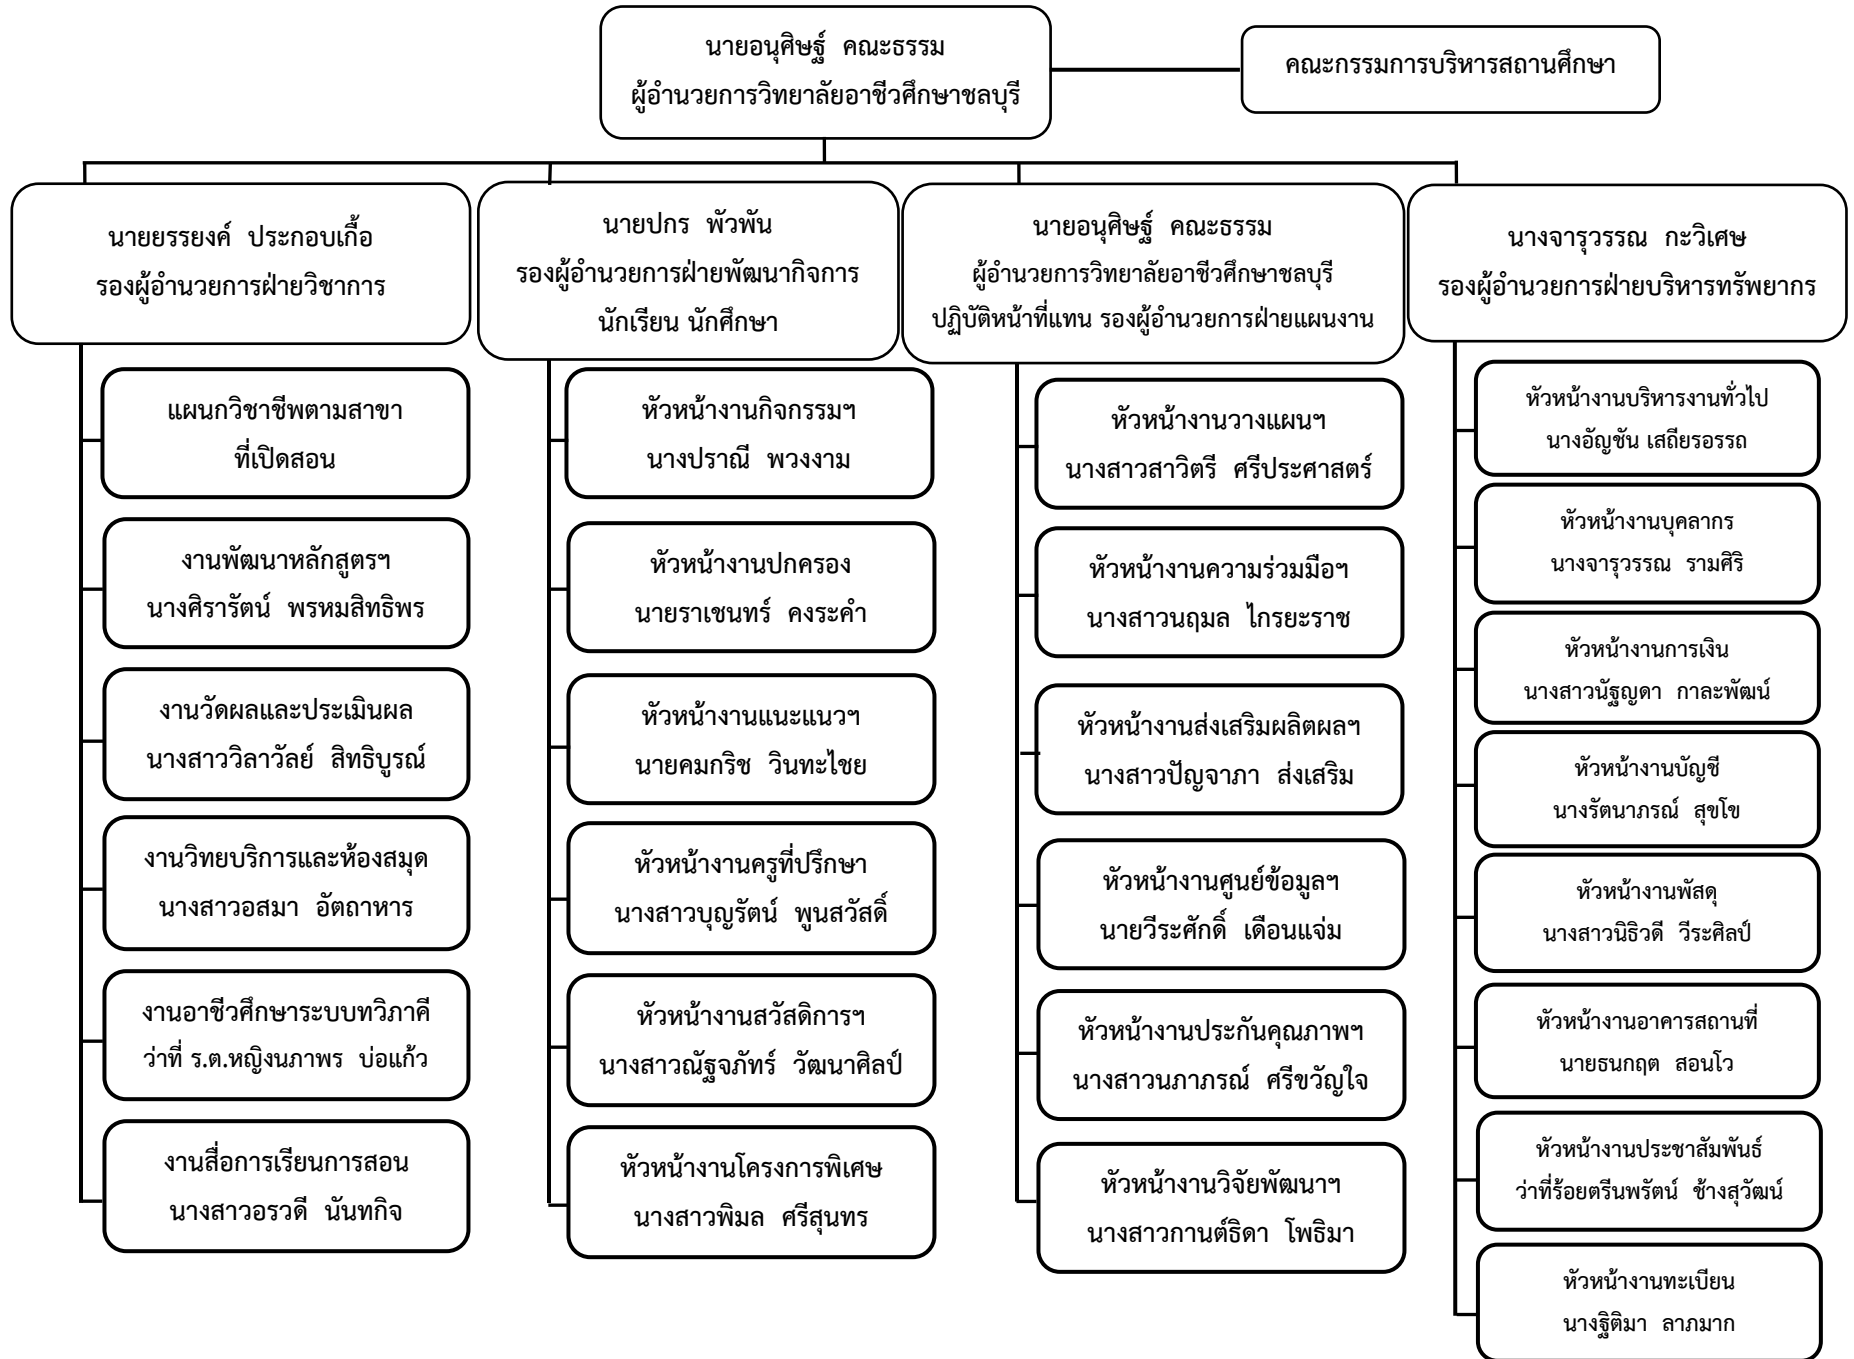 นายอนุศิษฐ์ คณะธรรม
ผู้อำนวยการวิทยาลัยอาชีวศึกษาชลบุรี
คณะกรรมการบริหารสถานศึกษา
นายยรรยงค์ ประกอบเกื้อ
รองผู้อำนวยการฝ่ายวิชาการ
แผนกวิชาชีพตามสาขา
ที่เปิดสอน
งานพัฒนาหลักสูตรฯ
นางศิรารัตน์ พรหมสิทธิพร
งานวัดผลและประเมินผล
นางสาววิลาวัลย์ สิทธิบูรณ์
งานวิทยบริการและห้องสมุด
นางสาวอสมา อัตถาหาร
งานอาชีวศึกษาระบบทวิภาคี
ว่าที่ ร.ต.หญิงนภาพร บ่อแก้ว
งานสื่อการเรียนการสอน
นางสาวอรวดี นันทกิจ
นายปกร พัวพัน
รองผู้อำนวยการฝ่ายพัฒนากิจการ
นักเรียน นักศึกษา
หัวหน้างานกิจกรรมฯ
นางปราณี พวงงาม
หัวหน้างานปกครอง
นายราเชนทร์ คงระคำ
หัวหน้างานแนะแนวฯ
นายคมกริช วินทะไชย
หัวหน้างานครูที่ปรึกษา
นางสาวบุญรัตน์ พูนสวัสดิ์
หัวหน้างานสวัสดิการฯ
นางสาวณัฐจภัทร์ วัฒนาศิลป์
หัวหน้างานโครงการพิเศษ
นางสาวพิมล ศรีสุนทร
นายอนุศิษฐ์ คณะธรรม
ผู้อำนวยการวิทยาลัยอาชีวศึกษาชลบุรี
ปฏิบัติหน้าที่แทน รองผู้อำนวยการฝ่ายแผนงาน
หัวหน้างานวางแผนฯ
นางสาวสาวิตรี ศรีประศาสตร์
หัวหน้างานความร่วมมือฯ
นางสาวนฤมล ไกรยะราช
หัวหน้างานส่งเสริมผลิตผลฯ
นางสาวปัญจาภา ส่งเสริม
หัวหน้างานศูนย์ข้อมูลฯ
นายวีระศักดิ์ เดือนแจ่ม
หัวหน้างานประกันคุณภาพฯ
นางสาวนภาภรณ์ ศรีขวัญใจ
หัวหน้างานวิจัยพัฒนาฯ
นางสาวกานต์ธิดา โพธิมา
นางจารุวรรณ กะวิเศษ
รองผู้อำนวยการฝ่ายบริหารทรัพยากร
หัวหน้างานบริหารงานทั่วไป
นางอัญชัน เสถียรอรรถ
หัวหน้างานบุคลากร
นางจารุวรรณ รามศิริ
หัวหน้างานการเงิน
นางสาวนัฐญดา กาละพัฒน์
หัวหน้างานบัญชี
นางรัตนาภรณ์ สุขโข
หัวหน้างานพัสดุ
นางสาวนิธิวดี วีระศิลป์
หัวหน้างานอาคารสถานที่
นายธนกฤต สอนโว
หัวหน้างานประชาสัมพันธ์
ว่าที่ร้อยตรีนพรัตน์ ช้างสุวัฒน์
หัวหน้างานทะเบียน
นางฐิติมา ลาภมาก